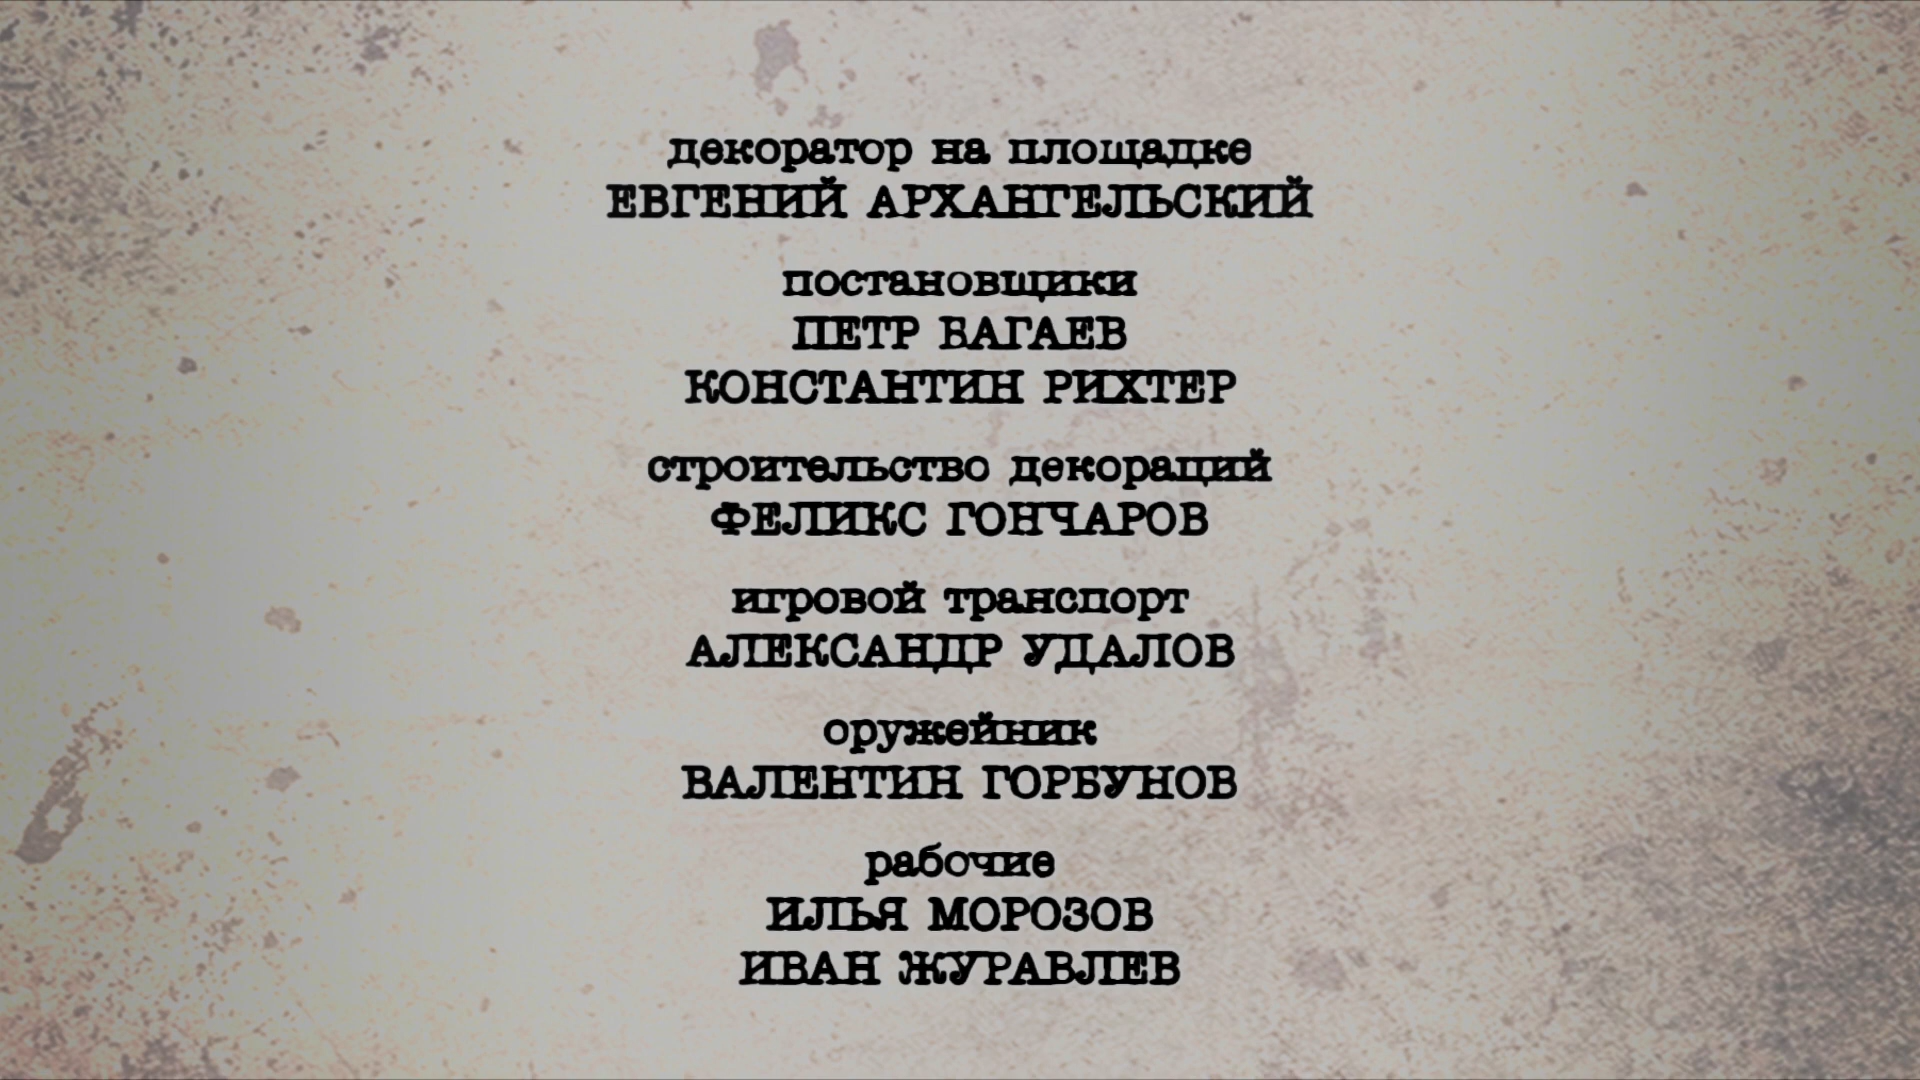 декоратор на площадке
ЕВГЕНИЙ АРХАНГЕЛЬСКИЙ
постановщики
ПЕТР БАГАЕВ
КОНСТАНТИН РИХТЕР
строительство декораций
ФЕЛИКС ГОНЧАРОВ
игровой транспорт
АЛЕКСАНДР УДАЛОВ
оружейник
ВАЛЕНТИН ГОРБУНОВ
рабочие
ИЛЬЯ МОРОЗОВ
ИВАН ЖУРАВЛЕВ